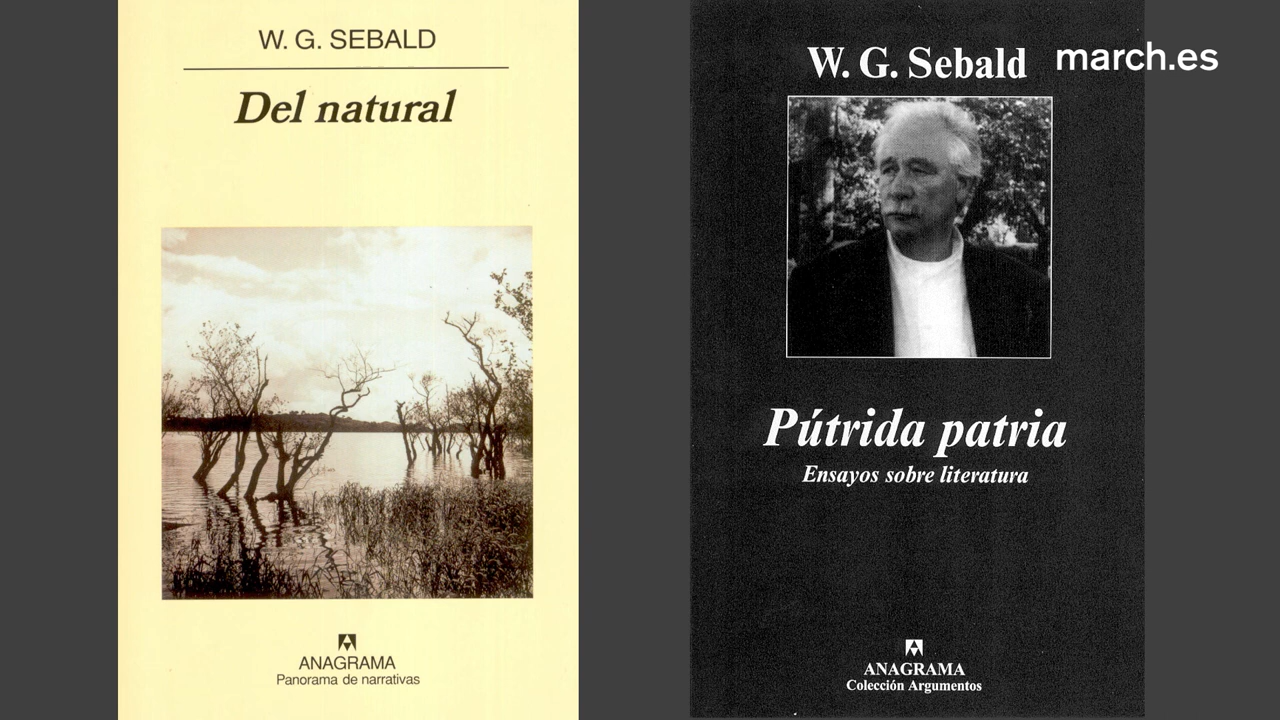 W. G. SEBALD
Del natural
ANAGRAMA
Panorama de narrativas
W. G. Sebald
march.es
Pútrida patria
Ensayos sobre literatura
ANAGRAMA
Colección Argumentos